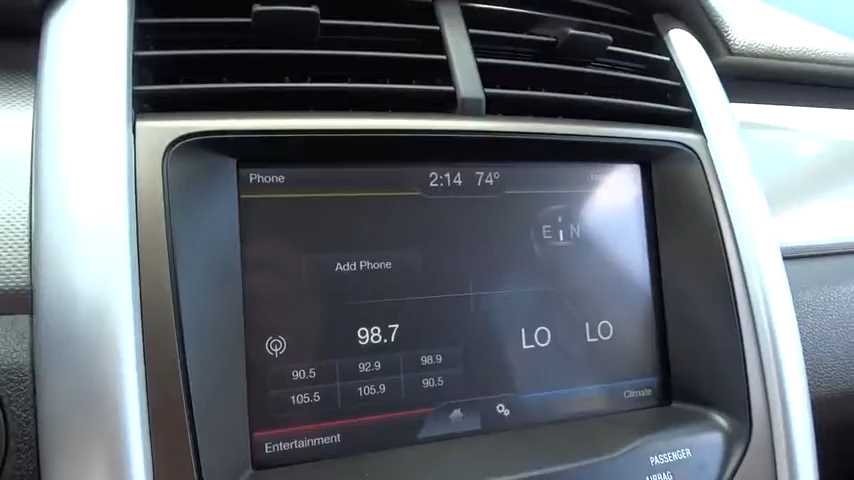 Phone 2:14 74°
E N
Add Phone
98.7
LO LO
90.5 92.9 98.9
105.5 105.9 90.5
Climate
Entertainment
PASSENGER
AIRBAG